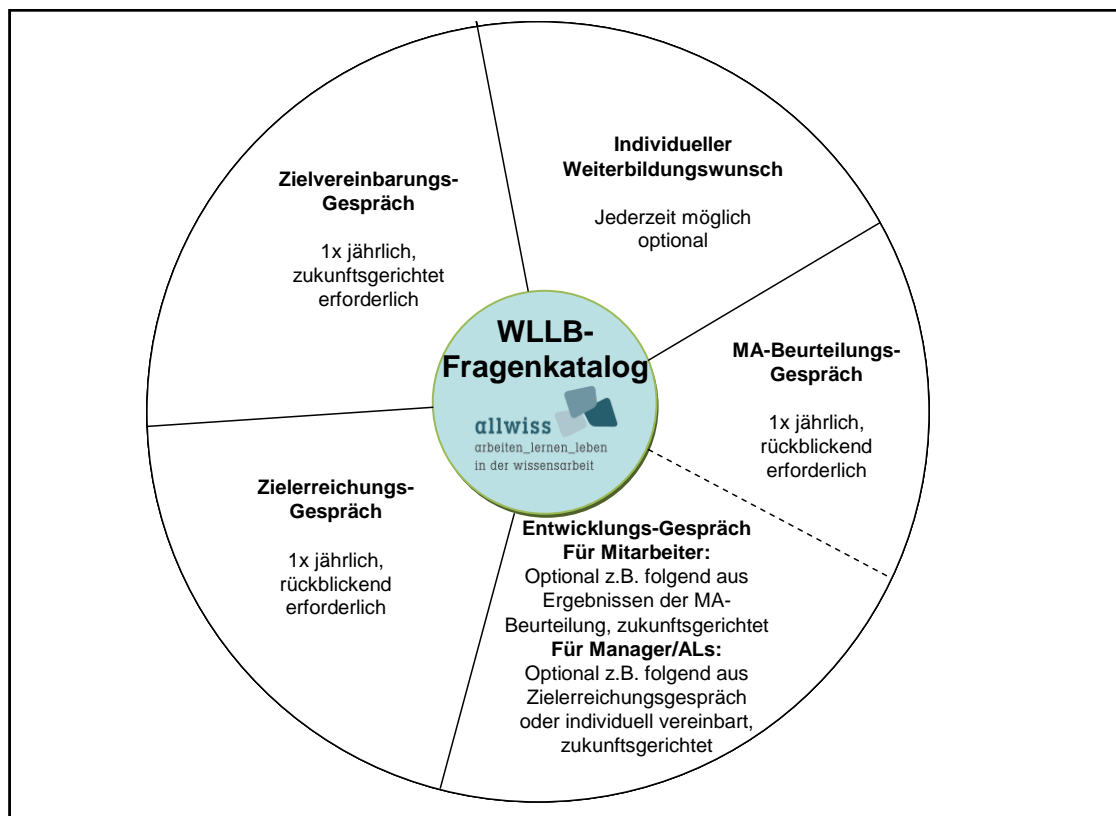 Individueller
Weiterbildungswunsch
Jederzeit möglich
optional
Zielvereinbarungs-
Gespräch
1x jährlich,
zukunftsgerichtet
erforderlich
WLLB-
Fragenkatalog
allwiss
arbeiten_lernen_leben
in der wissensarbeit
MA-Beurteilungs-
Gespräch
1x jährlich,
rückblickend
erforderlich
Zielerreichungs-
Gespräch
1x jährlich,
rückblickend
erforderlich
Entwicklungs-Gespräch
Für Mitarbeiter:
Optional z.B. folgend aus
Ergebnissen der MA-
Beurteilung, zukunftsgerichtet
Für Manager/ALs:
Optional z.B. folgend aus
Zielerreichungsgespräch
oder individuell vereinbart,
zukunftsgerichtet